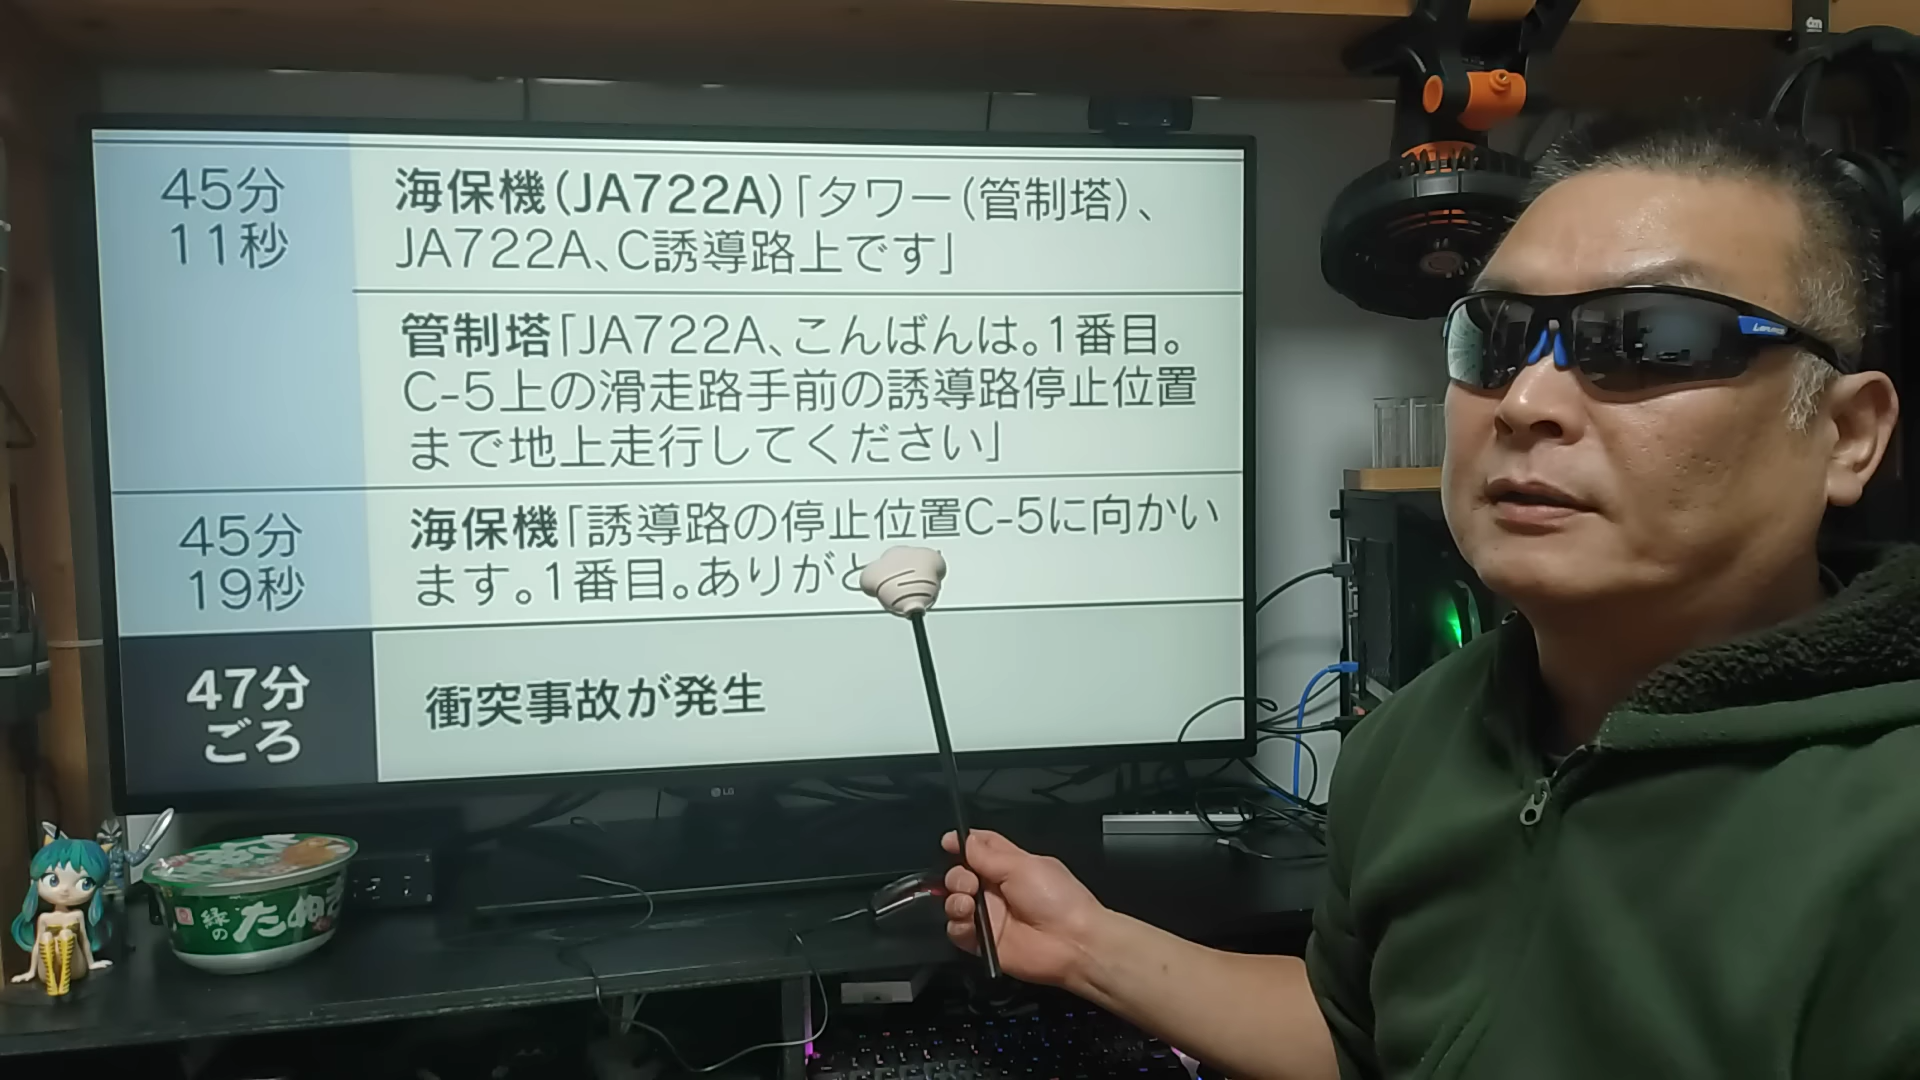 45分
11秒
海保機(JA722A)「タワー(管制塔)、
JA722A、C誘導路上です」
管制塔「JA722A、こんばんは。1番目。
C-5上の滑走路手前の誘導路停止位置
まで地上走行してください」
45分
19秒
海保機「誘導路の停止位置C-5に向かい
ます。1番目。ありがと
47分
ごろ
衝突事故が発生
LG
緑の
たぬき